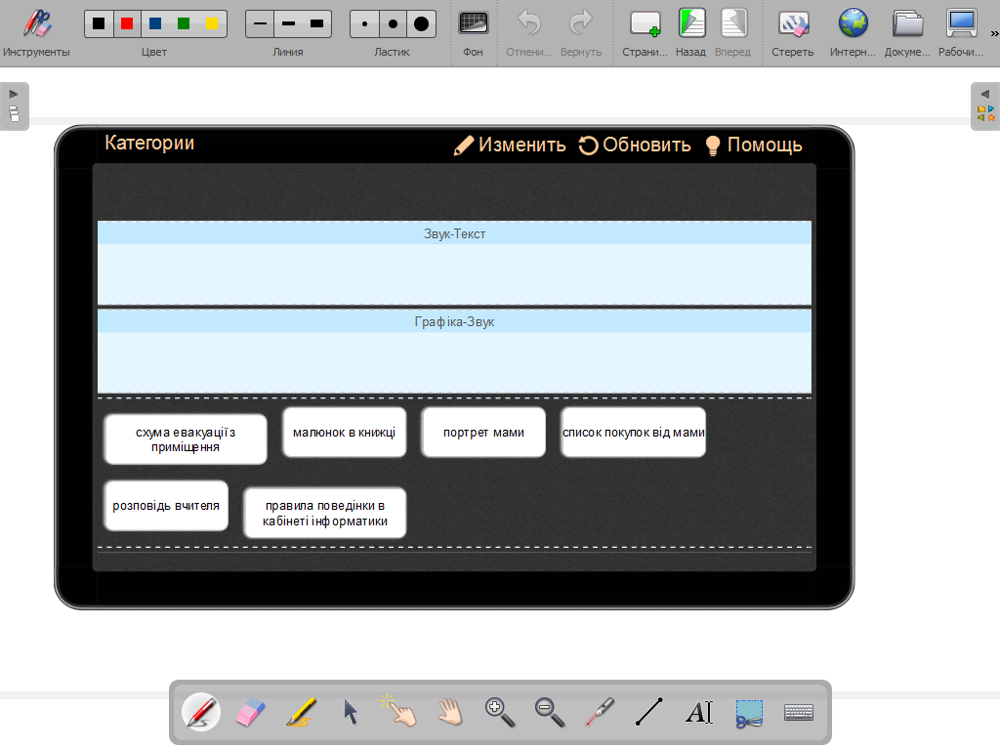 Инструменты
Цвет
Линия
Ластик
Фон
Отмени...
Вернуть
Страни...
Назад
Вперед
Стереть
Интерн...
Докуме...
Рабочи...
»
Категории
Изменить
Обновить
Помощь
Звук-Текст
Графіка-Звук
схума евакуації з
приміщення
малюнок в книжці
портрет мами
список покупок від мами
розповідь вчителя
правила поведінки в
кабінеті інформатики
AI